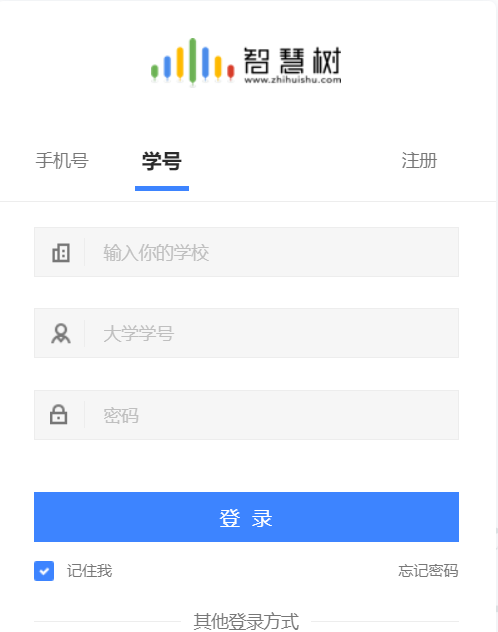 智慧树
www.zhihuishu.com
手机号 学号 注册
输入你的学校
大学学号
密码
登 录
记住我 忘记密码
其他登录方式